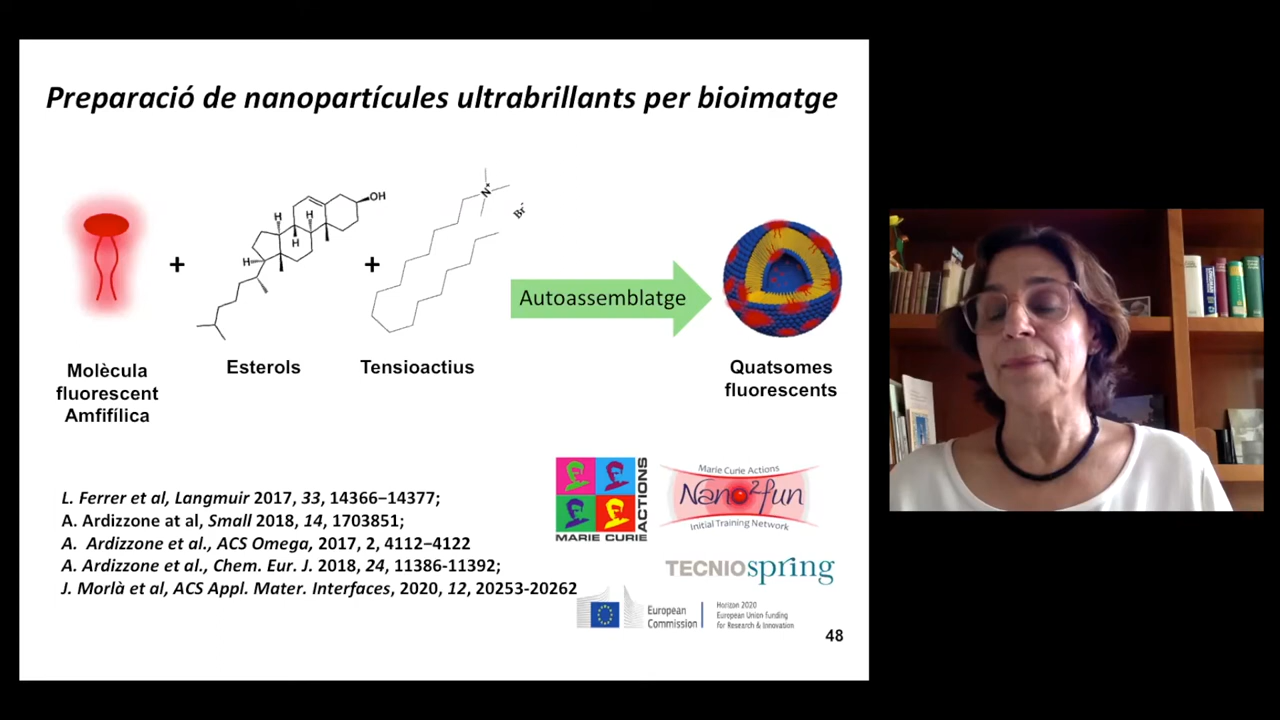 Preparació de nanopartícules ultrabrillants per bioimatge
H
H
H
H
OH
N+
Br-
+
+
Autoassemblatge
Molècula
fluorescent
Amfifílica
Esterols
Tensioactius
Quatsomes
fluorescents
L. Ferrer et al, Langmuir 2017, 33, 14366–14377;
A. Ardizzone at al, Small 2018, 14, 1703851;
A. Ardizzone et al., ACS Omega, 2017, 2, 4112–4122
A. Ardizzone et al., Chem. Eur. J. 2018, 24, 11386-11392;
J. Morlà et al, ACS Appl. Mater. Interfaces, 2020, 12, 20253-20262
MARIE CURIE
ACTIONS
Marie Curie Actions
Nano2fun
Initial Training Network
TECNIOspring
European
Commission
Horizon 2020
European Union funding
for Research & Innovation
48